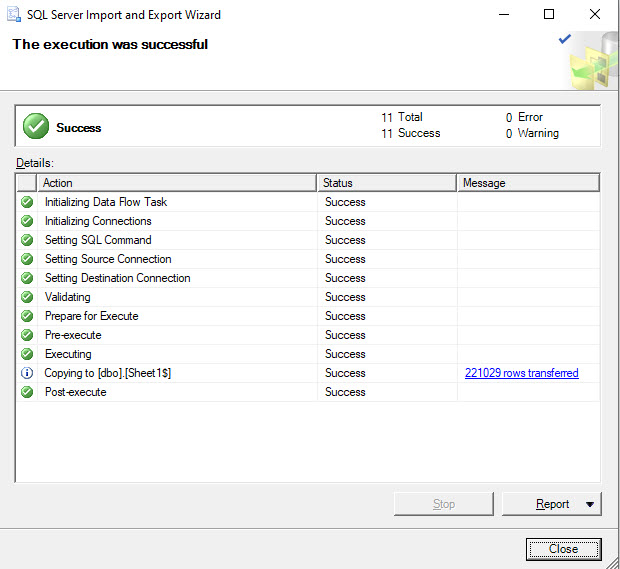 SQL Server Import and Export Wizard
The execution was successful
Success
11 Total 0 Error
11 Success 0 Warning
Details:
Action Status Message
Initializing Data Flow Task Success
Initializing Connections Success
Setting SQL Command Success
Setting Source Connection Success
Setting Destination Connection Success
Validating Success
Prepare for Execute Success
Pre-execute Success
Executing Success
Copying to [dbo].[Sheet1$] Success 221029 rows transferred
Post-execute Success
Stop Report
Close